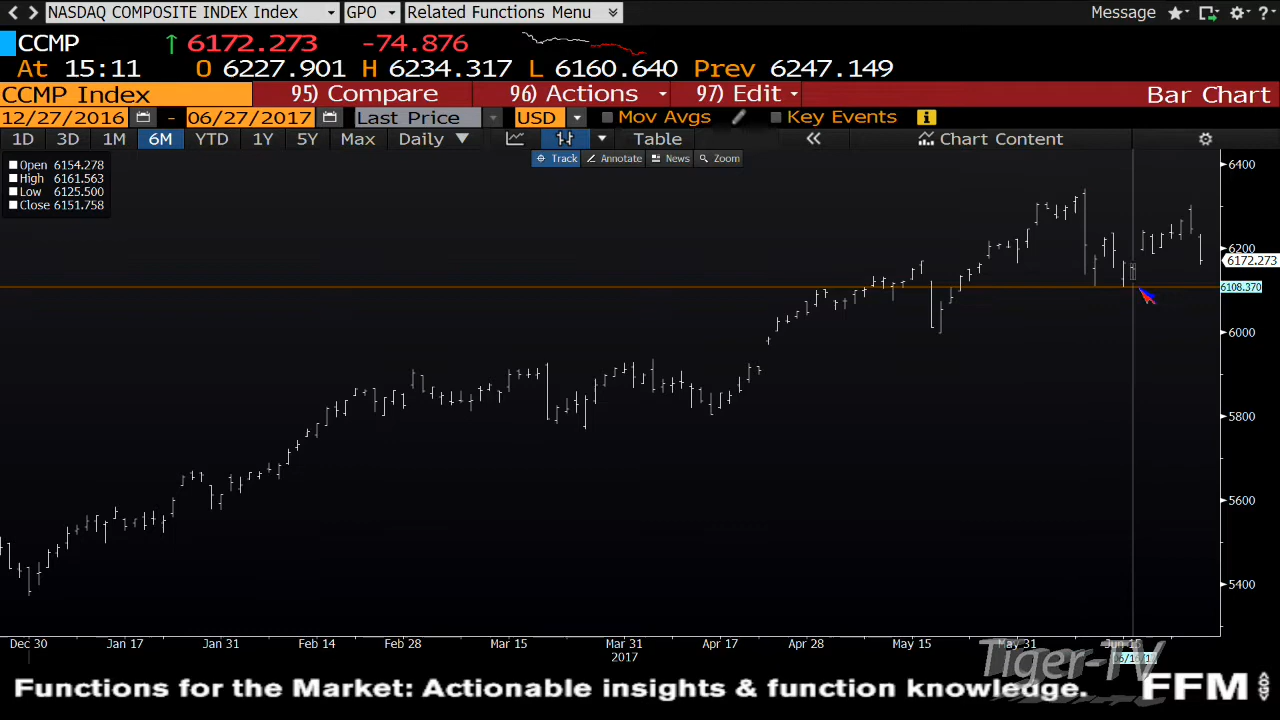 NASDAQ COMPOSITE INDEX Index GPO Related Functions Menu Message ?
CCMP 6172.273 -74.876
At 15:11 O 6227.901 H 6234.317 L 6160.640 Prev 6247.149
CCMP Index 95) Compare 96) Actions 97) Edit Bar Chart
12/27/2016 - 06/27/2017 Last Price USD Mov Avgs Key Events
1D 3D 1M 6M YTD 1Y 5Y Max Daily Table Chart Content
Track Annotate News Zoom
Open 6154.278
High 6161.563
Low 6125.500
Close 6151.758
6400
6200
6172.273
6108.370
6000
5800
5600
5400
Dec 30 Jan 17 Jan 31 Feb 14 Feb 28 Mar 15 Mar 31 Apr 17 Apr 28 May 15 May 31 Jun 15
2017
Tiger-TV
Functions for the Market: Actionable insights & function knowledge. FFM